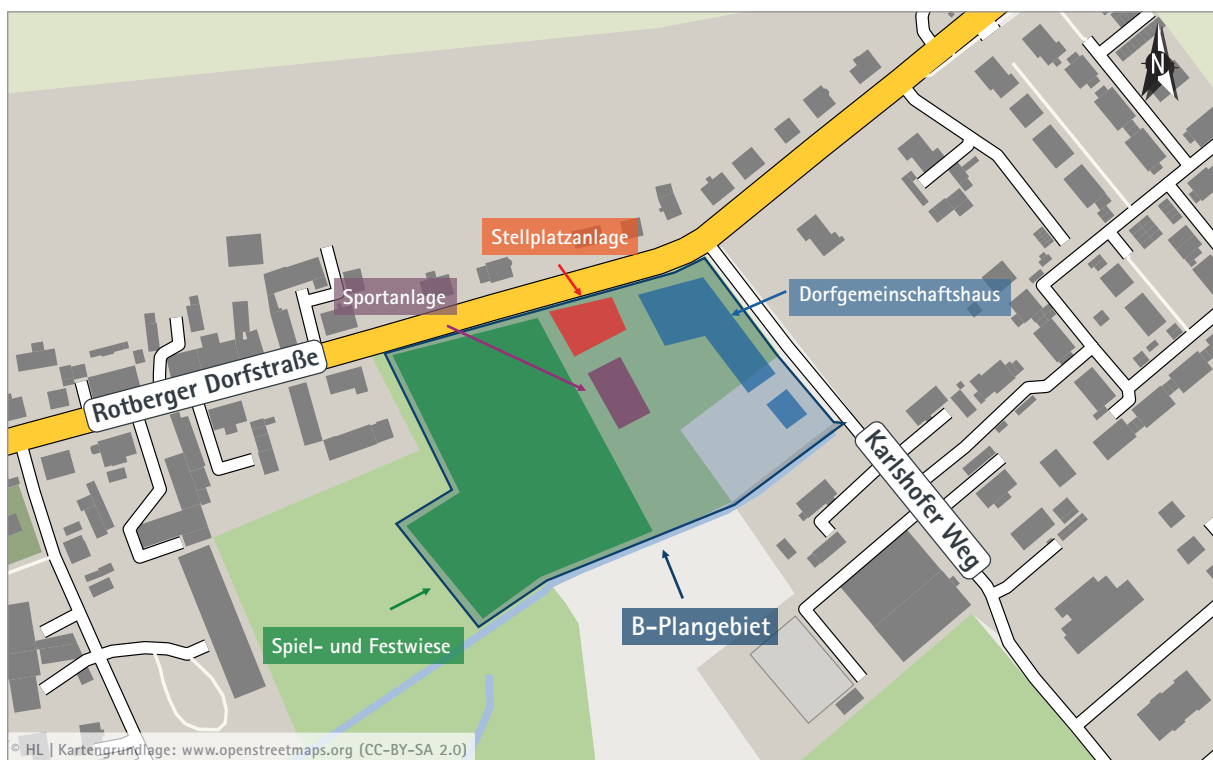 N
Stellplatzanlage
Sportanlage
Dorfgemeinschaftshaus
Rotberger Dorfstraße
Karlshofer Weg
B-Plangebiet
Spiel- und Festwiese
© HL | Kartengrundlage: www.openstreetmaps.org (CC-BY-SA 2.0)